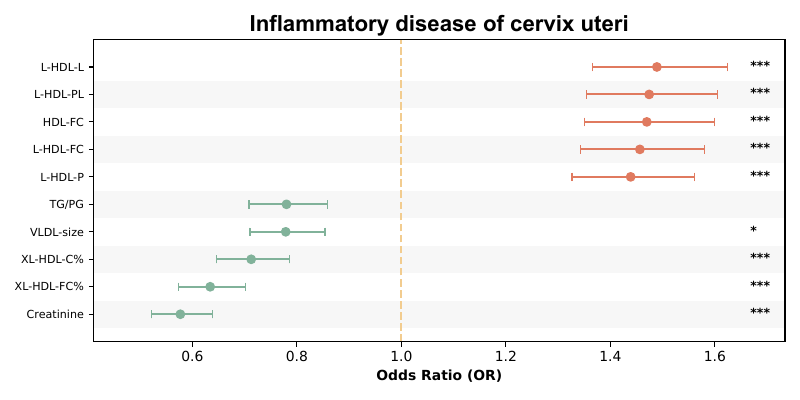 Inflammatory disease of cervix uteri
L-HDL-L ***
L-HDL-PL ***
HDL-FC ***
L-HDL-FC ***
L-HDL-P ***
TG/PG
VLDL-size *
XL-HDL-C% ***
XL-HDL-FC% ***
Creatinine ***
0.6 0.8 1.0 1.2 1.4 1.6
Odds Ratio (OR)